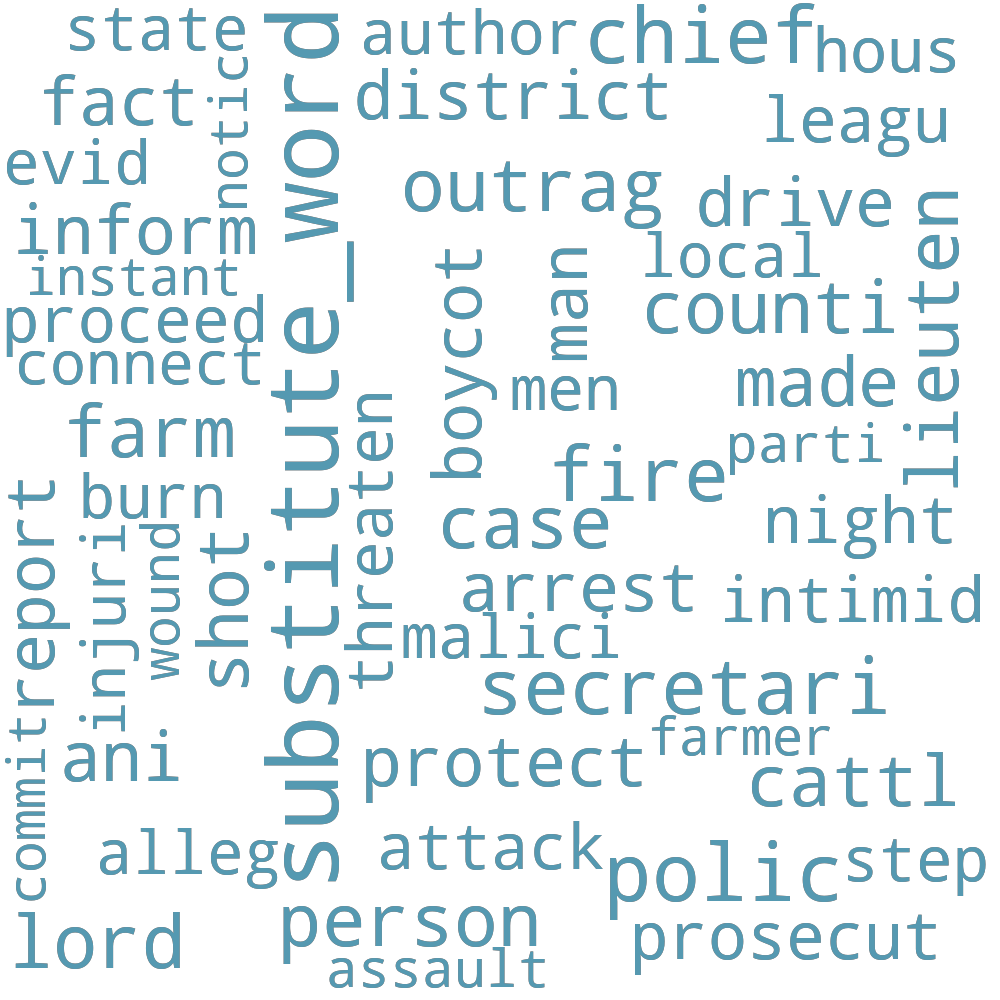 state
author
chief
hous
fact
notic
district
leagu
evid
substitute_word
outrag
drive
inform
local
lieuten
instant
boycot
man
counti
proceed
connect
men
made
farm
threaten
fire
parti
burn
case
night
report
injuri
wound
shot
arrest
intimid
malici
secretari
commit
ani
protect
farmer
cattl
alleg
attack
polic
step
lord
person
prosecut
assault